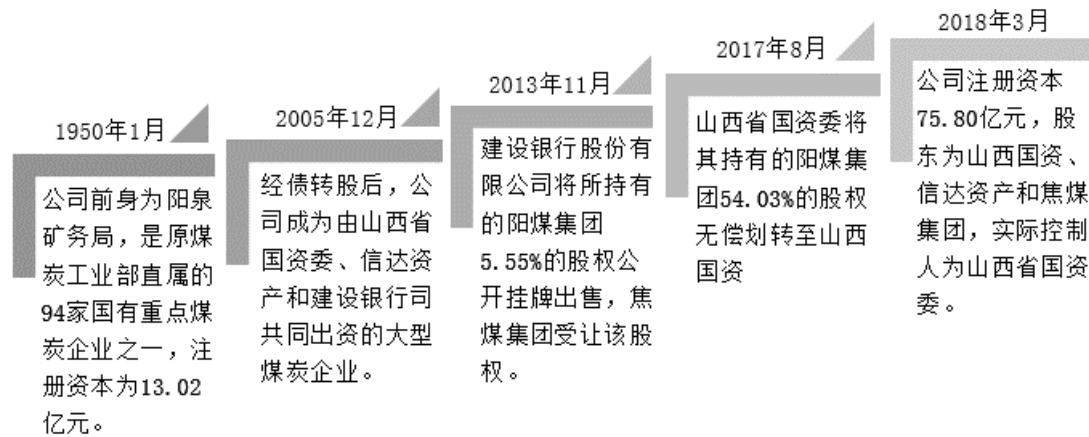 1950年1月
公司前身为阳泉
矿务局，是原煤
炭工业部直属的
94家国有重点煤
炭企业之一，注
册资本为13.02
亿元。
2005年12月
经债转股后，公
司成为由山西省
国资委、信达资
产和建设银行司
共同出资的大型
煤炭企业。
2013年11月
建设银行股份有
限公司将所持有
的阳煤集团
5.55%的股权公
开挂牌出售，焦
煤集团受让该股
权。
2017年8月
山西省国资委将
其持有的阳煤集
团54.03%的股权
无偿划转至山西
国资
2018年3月
公司注册资本
75.80亿元，股
东为山西国资、
信达资产和焦煤
集团，实际控制
人为山西省国资
委。